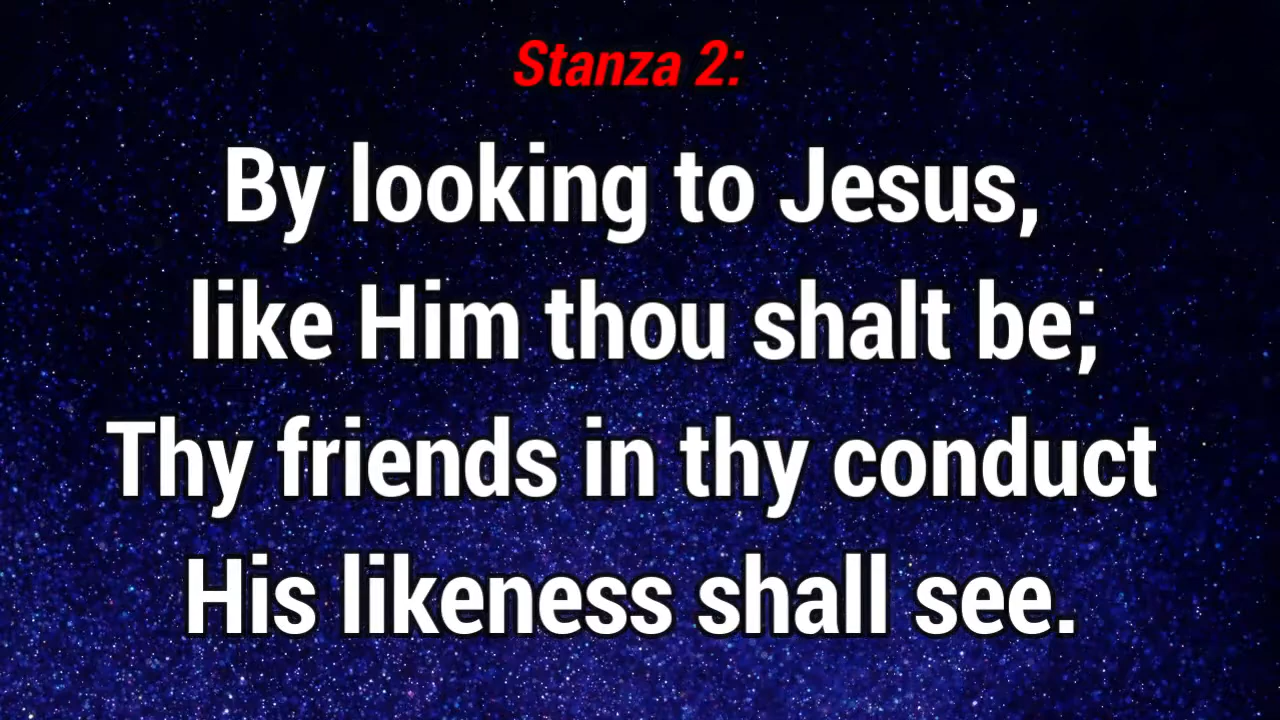 Stanza 2:
By looking to Jesus,
like Him thou shalt be;
Thy friends in thy conduct
His likeness shall see.